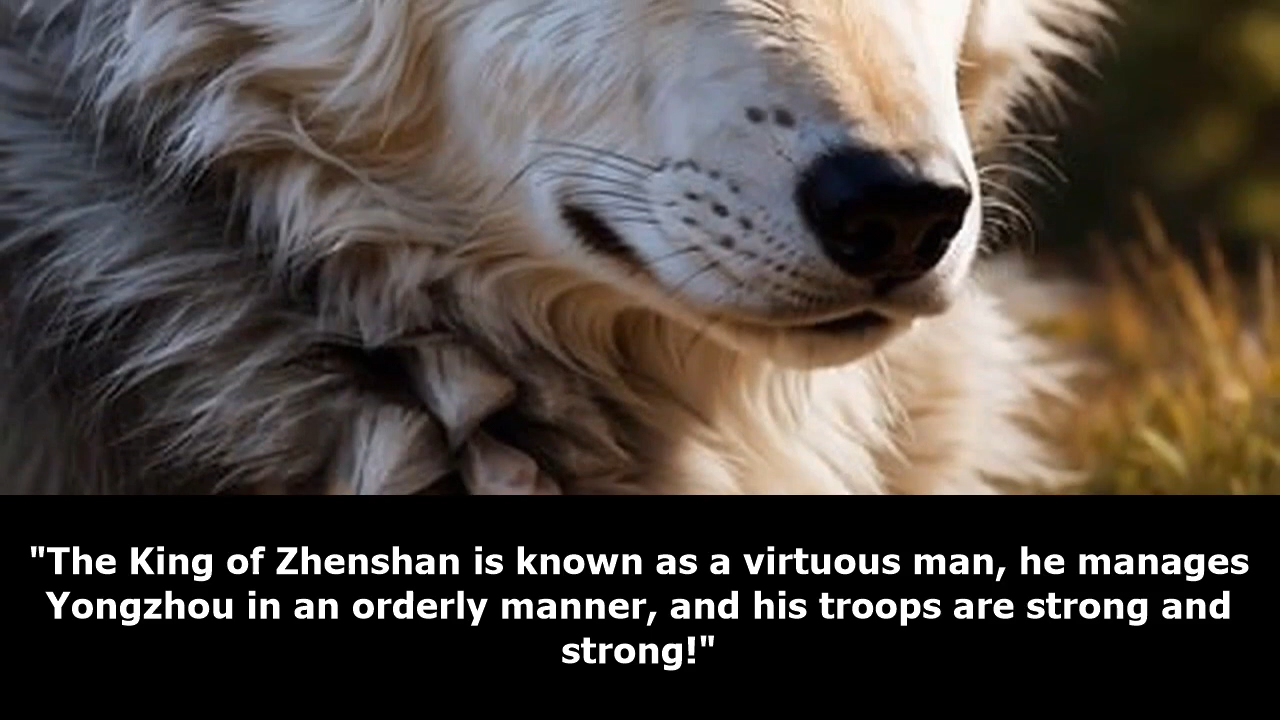 "The King of Zhenshan is known as a virtuous man, he manages
Yongzhou in an orderly manner, and his troops are strong and
strong!"